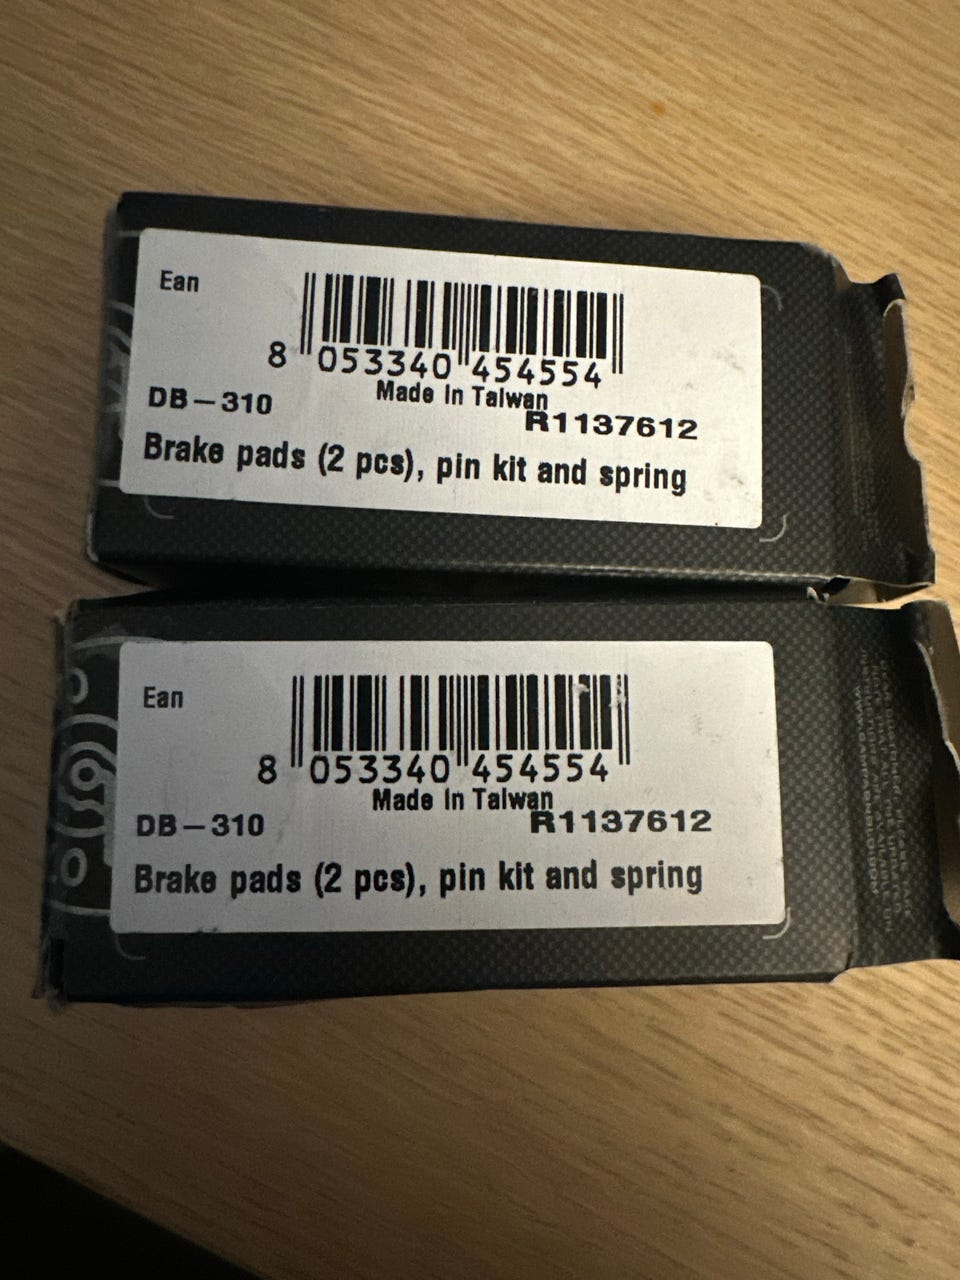 Ean
8 053340 454554
Made In Taiwan
DB-310
R1137612
Brake pads (2 pcs), pin kit and spring
Ean
8 053340 454554
Made In Taiwan
DB-310
R1137612
Brake pads (2 pcs), pin kit and spring